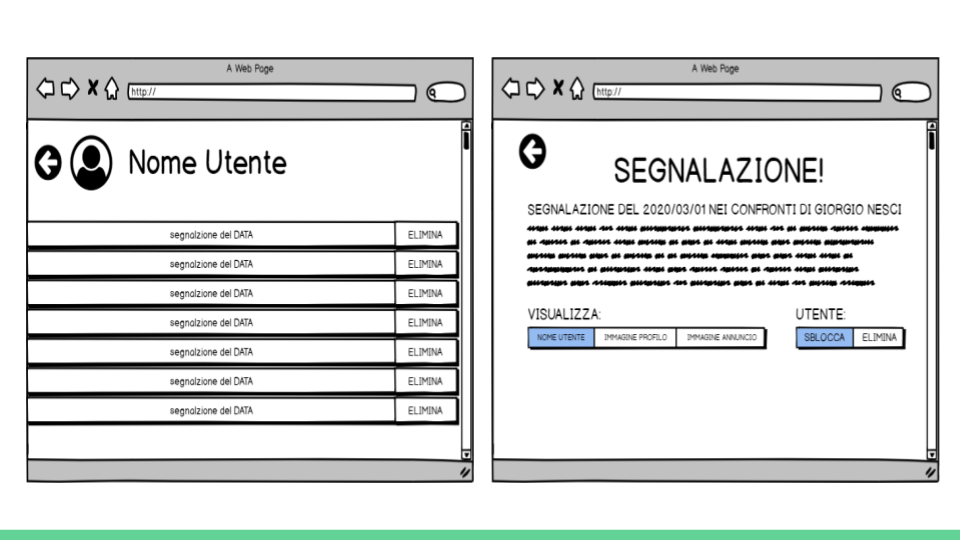 A Web Page
http://
Nome Utente
segnalzione del DATA ELIMINA
segnalzione del DATA ELIMINA
segnalzione del DATA ELIMINA
segnalzione del DATA ELIMINA
segnalzione del DATA ELIMINA
segnalzione del DATA ELIMINA
segnalzione del DATA ELIMINA
A Web Page
http://
SEGNALAZIONE!
SEGNALAZIONE DEL 2020/03/01 NEI CONFRONTI DI GIORGIO NESCI
VISUALIZZA: UTENTE:
NOME UTENTE IMMAGINE PROFILO IMMAGINE ANNUNCIO SBLOCCA ELIMINA